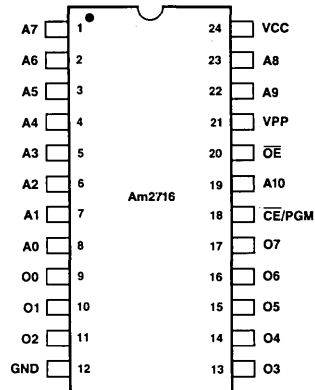 A7 1 24 VCC
A6 2 23 A8
A5 3 22 A9
A4 4 21 VPP
A3 5 20 O̅E̅
A2 6 19 A10
Am2716
A1 7 18 C̅E̅/PGM
A0 8 17 O7
O0 9 16 O6
O1 10 15 O5
O2 11 14 O4
GND 12 13 O3